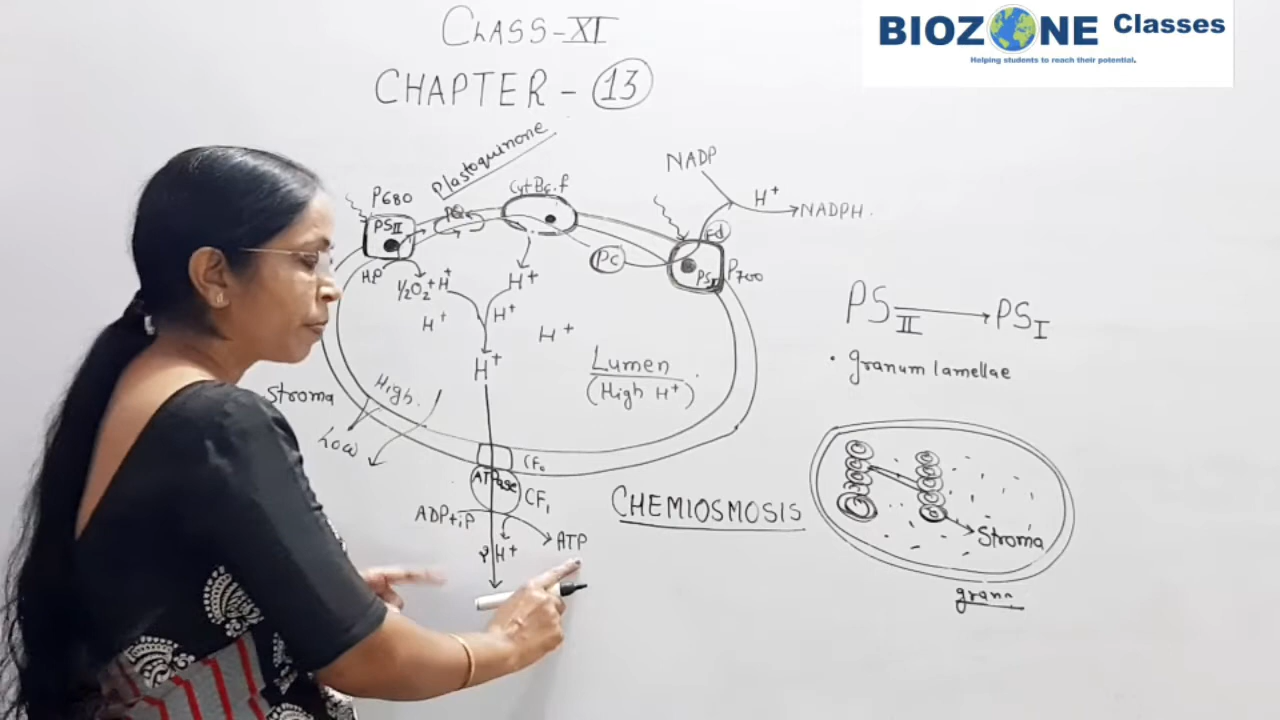 CLASS-XI
BIOZONE Classes
Helping students to reach their potential.
CHAPTER - 13
Plastoquinone
NADP
H+
NADPH.
P680
PSII
PQ
Cyt B6.f
Fd
PC
P700
H2O
½O2+H+
H+
H+
H+
H+
H+
PSII → PSI
• granum lamellae
Lumen
(High H+)
Stroma
High.
Low
CF0
ATPase
CF1
CHEMIOSMOSIS
ADP+iP
H+
ATP
Stroma
grana